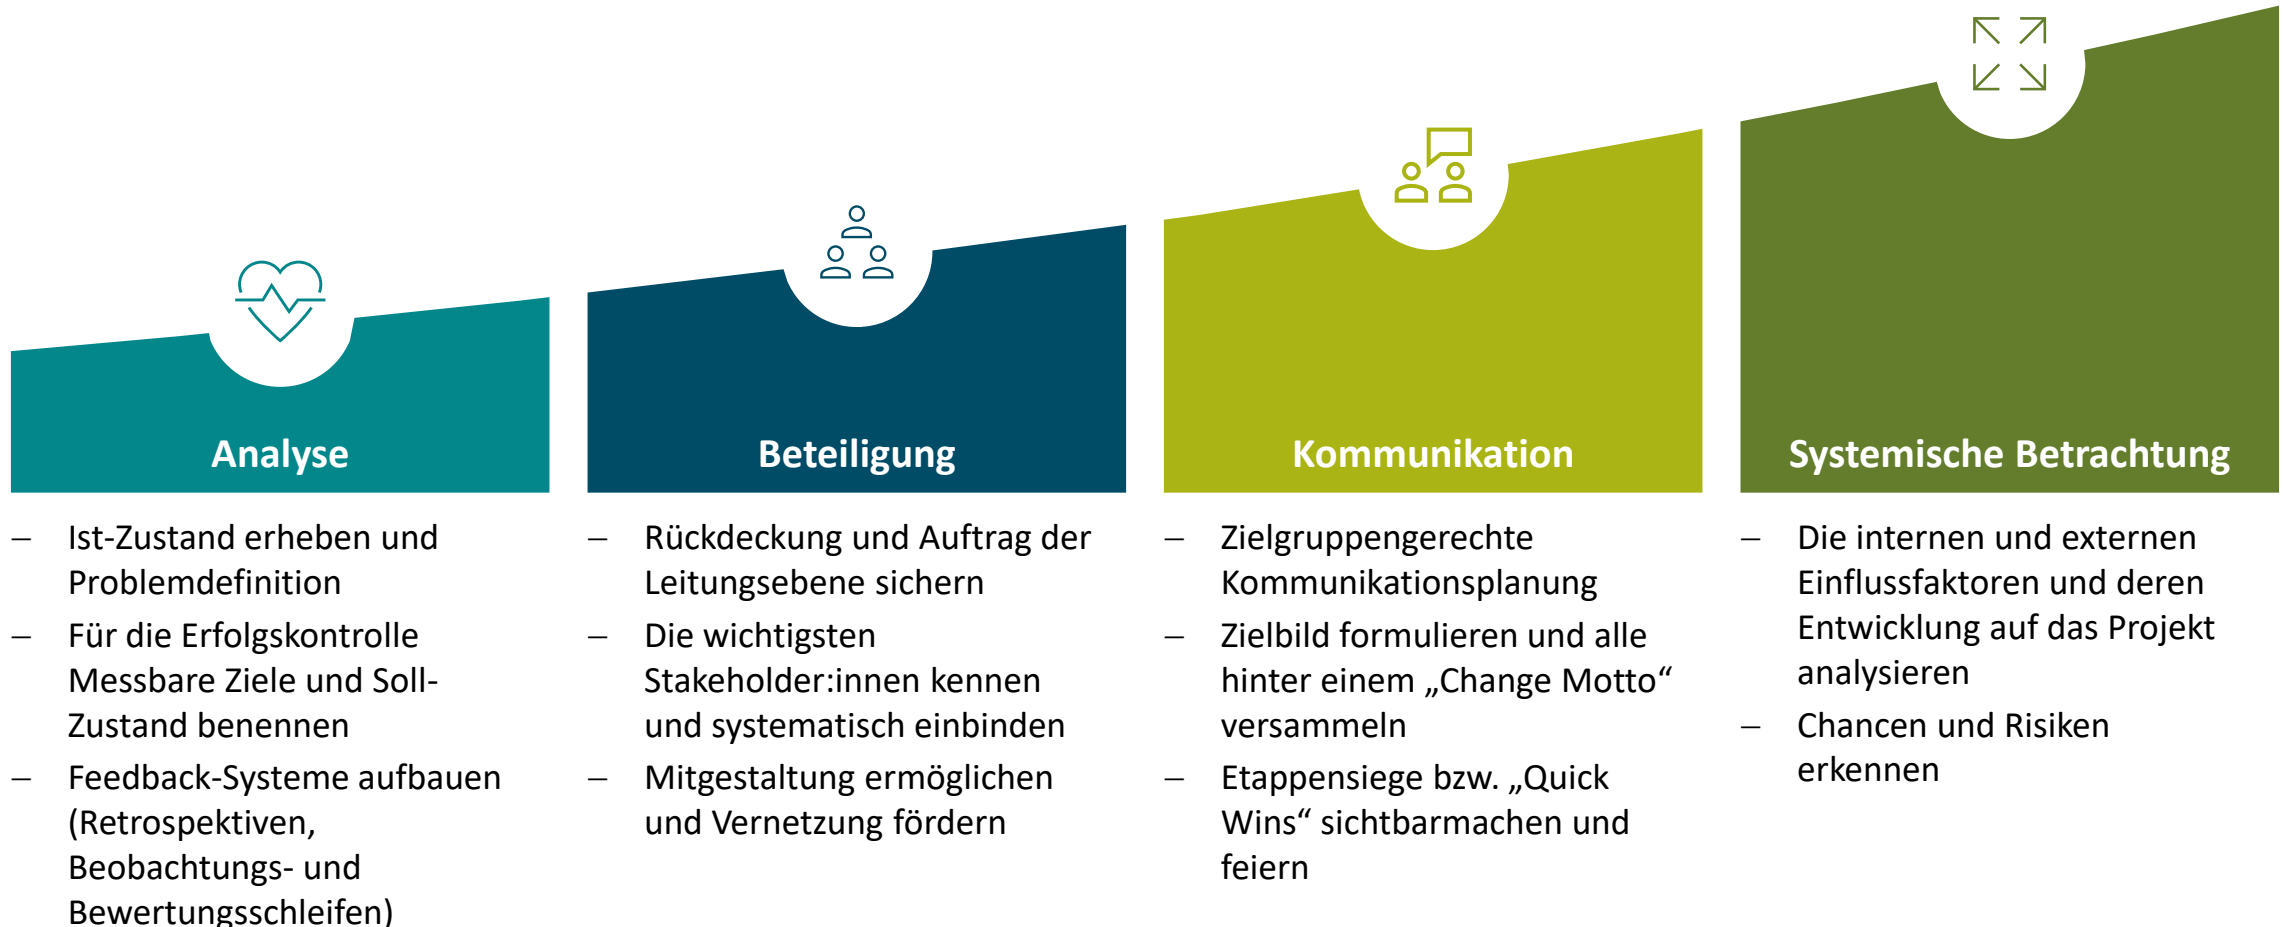 Analyse
– Ist-Zustand erheben und
Problemdefinition
– Für die Erfolgskontrolle
Messbare Ziele und Soll-
Zustand benennen
– Feedback-Systeme aufbauen
(Retrospektiven,
Beobachtungs- und
Bewertungsschleifen)
Beteiligung
– Rückdeckung und Auftrag der
Leitungsebene sichern
– Die wichtigsten
Stakeholder:innen kennen
und systematisch einbinden
– Mitgestaltung ermöglichen
und Vernetzung fördern
Kommunikation
– Zielgruppengerechte
Kommunikationsplanung
– Zielbild formulieren und alle
hinter einem „Change Motto“
versammeln
– Etappensiege bzw. „Quick
Wins“ sichtbarmachen und
feiern
Systemische Betrachtung
– Die internen und externen
Einflussfaktoren und deren
Entwicklung auf das Projekt
analysieren
– Chancen und Risiken
erkennen